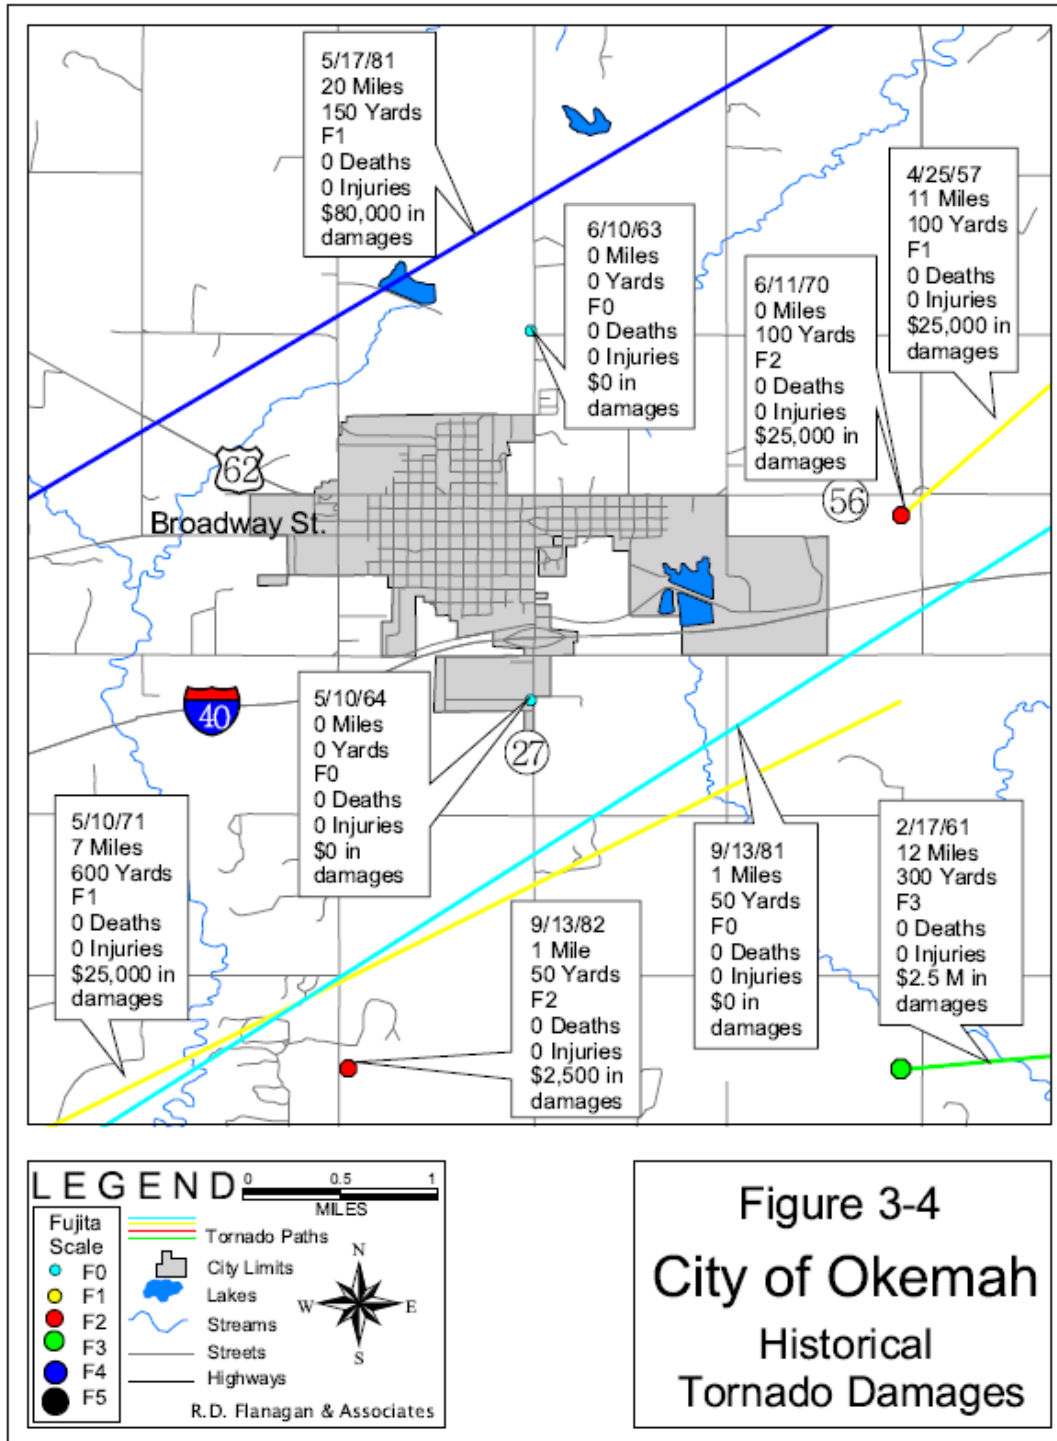 5/17/81
20 Miles
150 Yards
F1
0 Deaths
0 Injuries
$80,000 in
damages
6/10/63
0 Miles
0 Yards
F0
0 Deaths
0 Injuries
$0 in
damages
4/25/57
11 Miles
100 Yards
F1
0 Deaths
0 Injuries
$25,000 in
damages
6/11/70
0 Miles
100 Yards
F2
0 Deaths
0 Injuries
$25,000 in
damages
62
56
Broadway St.
40
27
5/10/64
0 Miles
0 Yards
F0
0 Deaths
0 Injuries
$0 in
damages
5/10/71
7 Miles
600 Yards
F1
0 Deaths
0 Injuries
$25,000 in
damages
9/13/82
1 Mile
50 Yards
F2
0 Deaths
0 Injuries
$2,500 in
damages
9/13/81
1 Miles
50 Yards
F0
0 Deaths
0 Injuries
$0 in
damages
2/17/61
12 Miles
300 Yards
F3
0 Deaths
0 Injuries
$2.5 M in
damages
LEGEND
0 0.5 1
MILES
Fujita
Scale
F0
F1
F2
F3
F4
F5
Tornado Paths
City Limits
Lakes
Streams
Streets
Highways
N
W E
S
R.D. Flanagan & Associates
Figure 3-4
City of Okemah
Historical
Tornado Damages